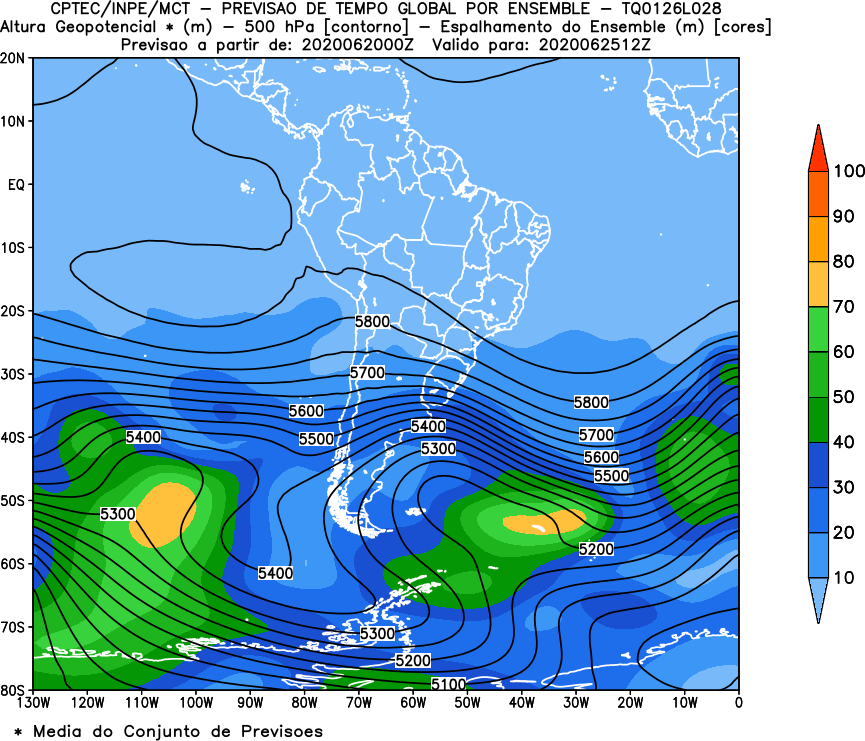 CPTEC/INPE/MCT - PREVISAO DE TEMPO GLOBAL POR ENSEMBLE - TQ0126L028
Altura Geopotencial * (m) - 500 hPa [contorno] - Espalhamento do Ensemble (m) [cores]
Previsao a partir de: 2020062000Z Valido para: 2020062512Z
20N
10N
EQ
10S
20S
30S
40S
50S
60S
70S
80S
5800
5700
5800
5600
5400
5700
5400
5500
5300
5600
5500
5300
5200
5400
5300
5200
5100
130W 120W 110W 100W 90W 80W 70W 60W 50W 40W 30W 20W 10W 0
100
90
80
70
60
50
40
30
20
10
* Media do Conjunto de Previsoes